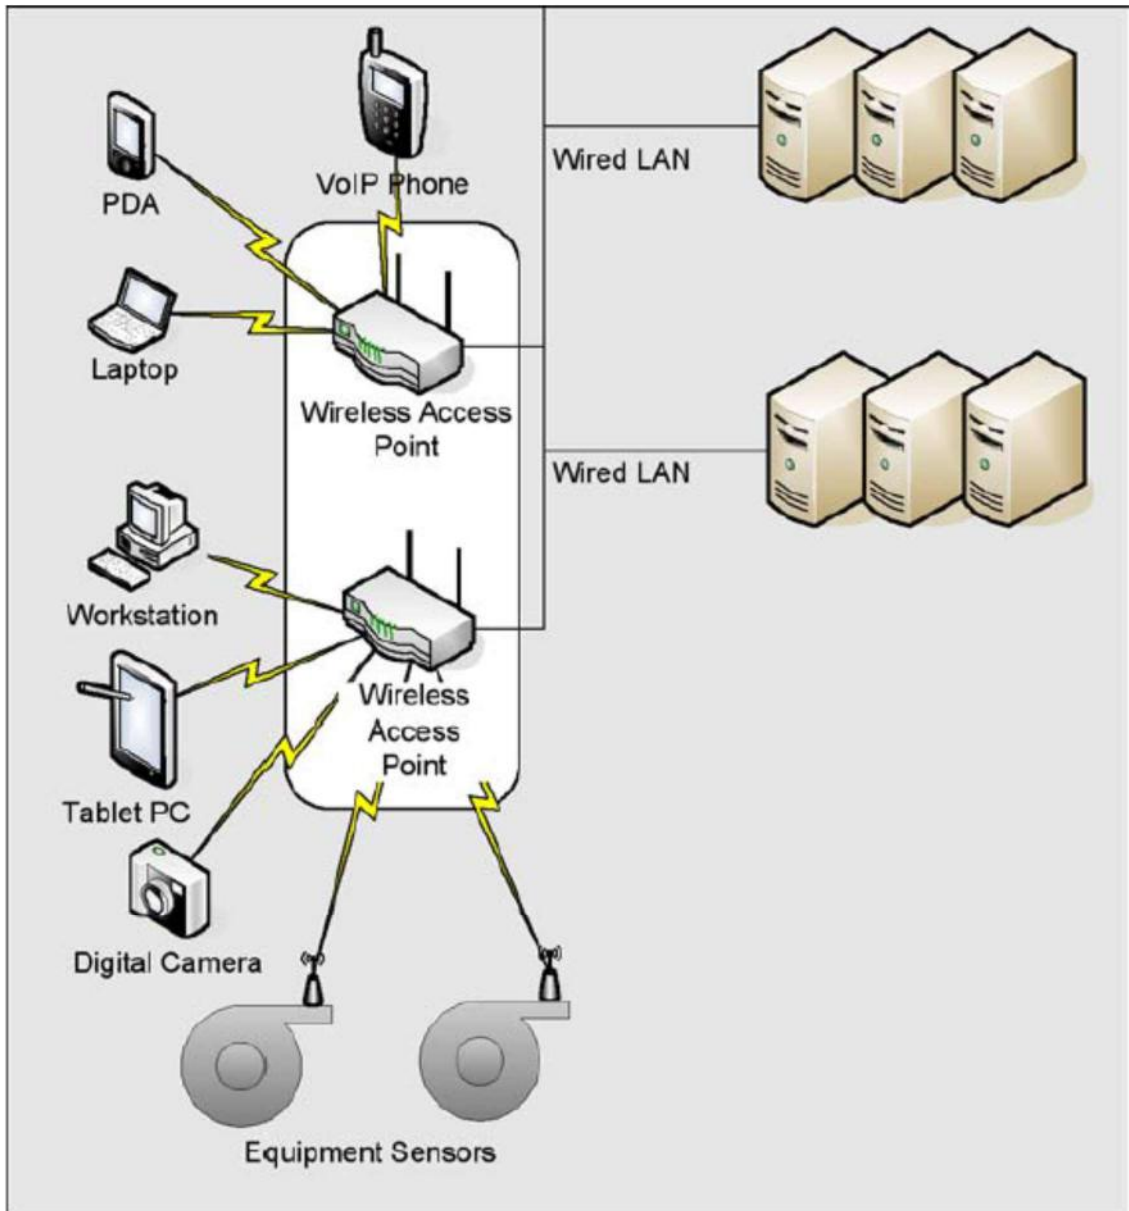 Wired LAN
VoIP Phone
PDA
Laptop
Wireless Access
Point
Wired LAN
Workstation
Wireless
Access
Point
Tablet PC
Digital Camera
Equipment Sensors